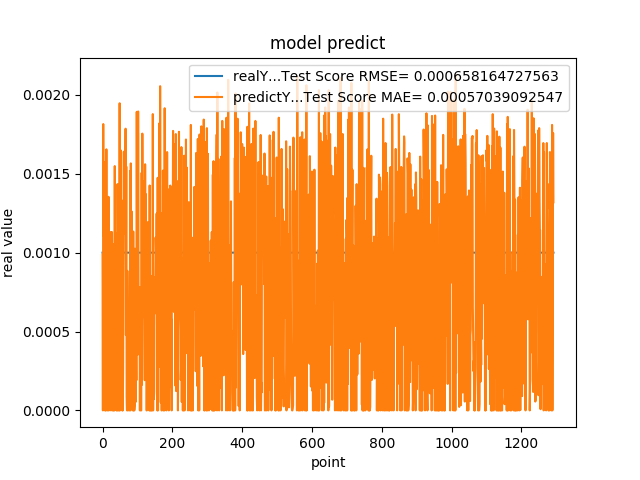 model predict
realY...Test Score RMSE= 0.000658164727563
predictY...Test Score MAE= 0.00057039092547
0.0020
0.0015
0.0010
0.0005
0.0000
real value
0 200 400 600 800 1000 1200
point